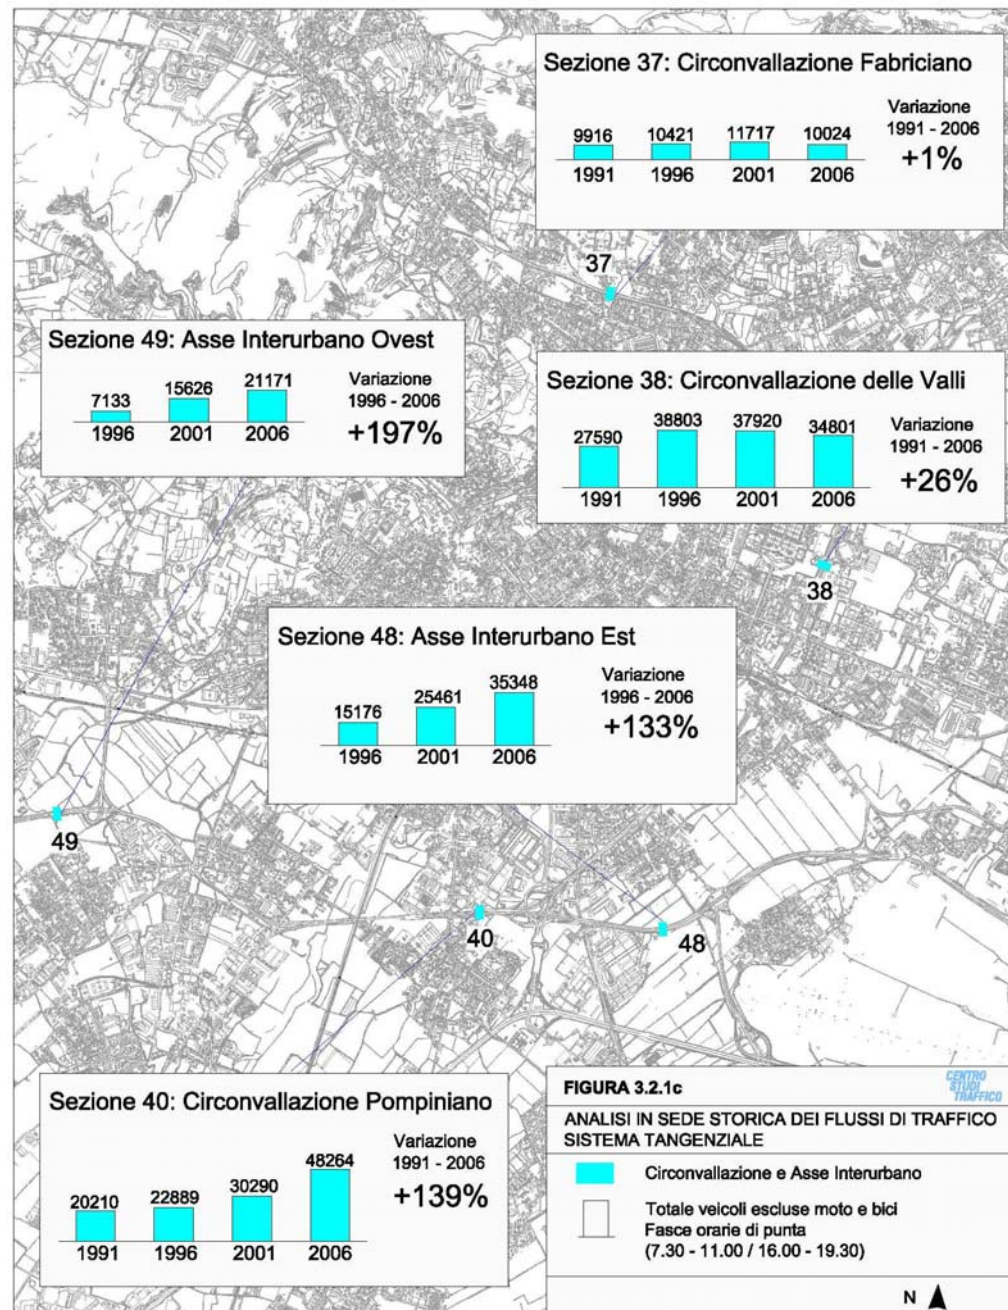 Sezione 37: Circonvallazione Fabriciano
Variazione
1991 - 2006
+1%
9916 10421 11717 10024
1991 1996 2001 2006
37
Sezione 49: Asse Interurbano Ovest
7133 15626 21171
1996 2001 2006
Variazione
1996 - 2006
+197%
Sezione 38: Circonvallazione delle Valli
27590 38803 37920 34801
1991 1996 2001 2006
Variazione
1991 - 2006
+26%
38
Sezione 48: Asse Interurbano Est
15176 25461 35348
1996 2001 2006
Variazione
1996 - 2006
+133%
49
40
48
Sezione 40: Circonvallazione Pompiniano
20210 22889 30290 48264
1991 1996 2001 2006
Variazione
1991 - 2006
+139%
FIGURA 3.2.1c
CENTRO
STUDI
TRAFFICO
ANALISI IN SEDE STORICA DEI FLUSSI DI TRAFFICO
SISTEMA TANGENZIALE
Circonvallazione e Asse Interurbano
Totale veicoli escluse moto e bici
Fasce orarie di punta
(7.30 - 11.00 / 16.00 - 19.30)
N